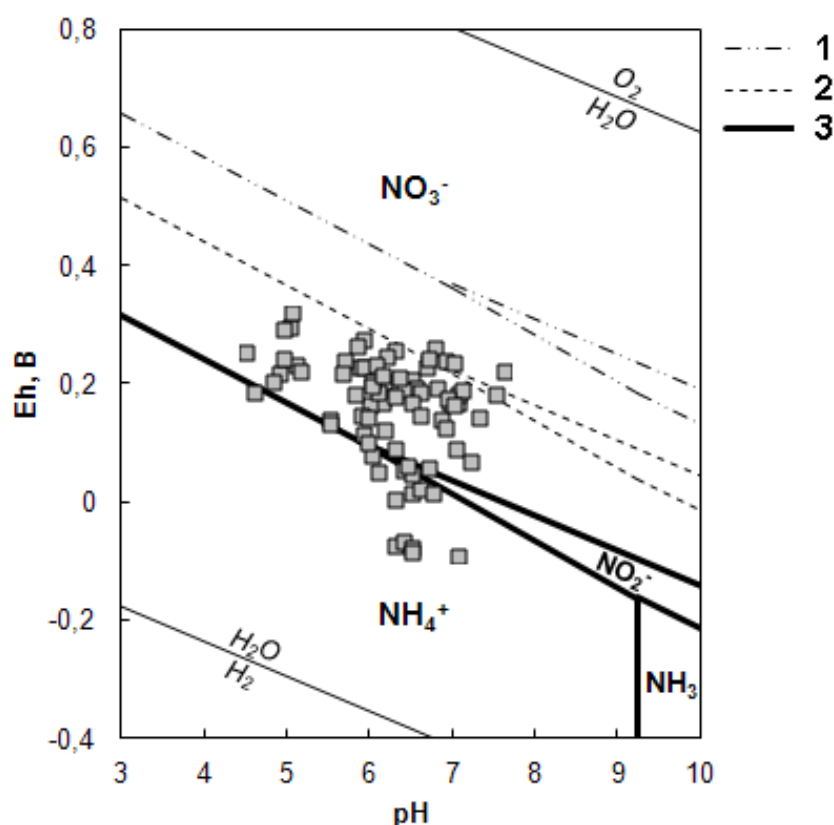 0,8
0,6
0,4
0,2
0
-0,2
-0,4
Eh, B
3 4 5 6 7 8 9 10
pH
O₂
H₂O
NO₃⁻
NO₂⁻
NH₄⁺
NH₃
H₂O
H₂
1
2
3